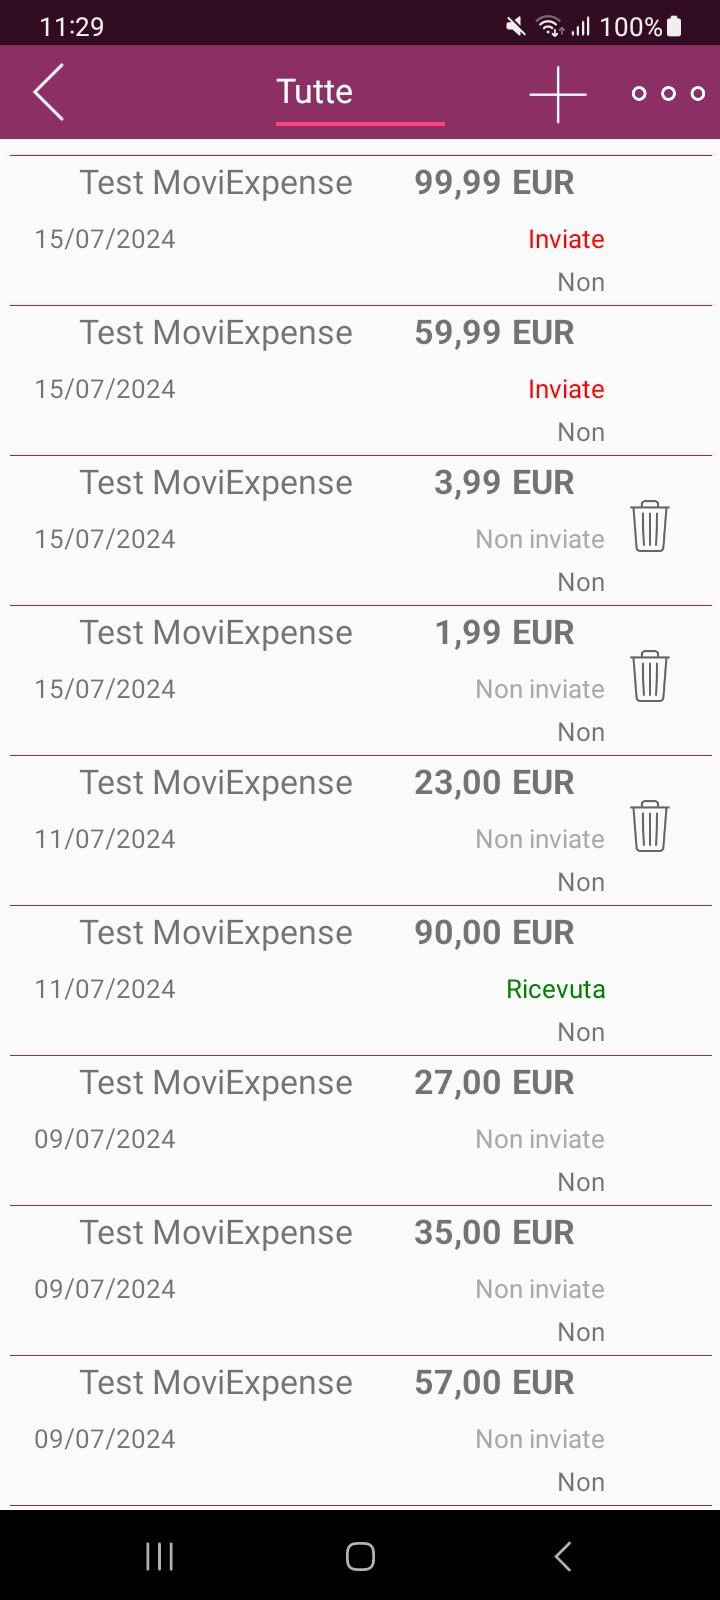 11:29 100%
Tutte
Test MoviExpense 99,99 EUR
15/07/2024 Inviate
Non
Test MoviExpense 59,99 EUR
15/07/2024 Inviate
Non
Test MoviExpense 3,99 EUR
15/07/2024 Non inviate
Non
Test MoviExpense 1,99 EUR
15/07/2024 Non inviate
Non
Test MoviExpense 23,00 EUR
11/07/2024 Non inviate
Non
Test MoviExpense 90,00 EUR
11/07/2024 Ricevuta
Non
Test MoviExpense 27,00 EUR
09/07/2024 Non inviate
Non
Test MoviExpense 35,00 EUR
09/07/2024 Non inviate
Non
Test MoviExpense 57,00 EUR
09/07/2024 Non inviate
Non